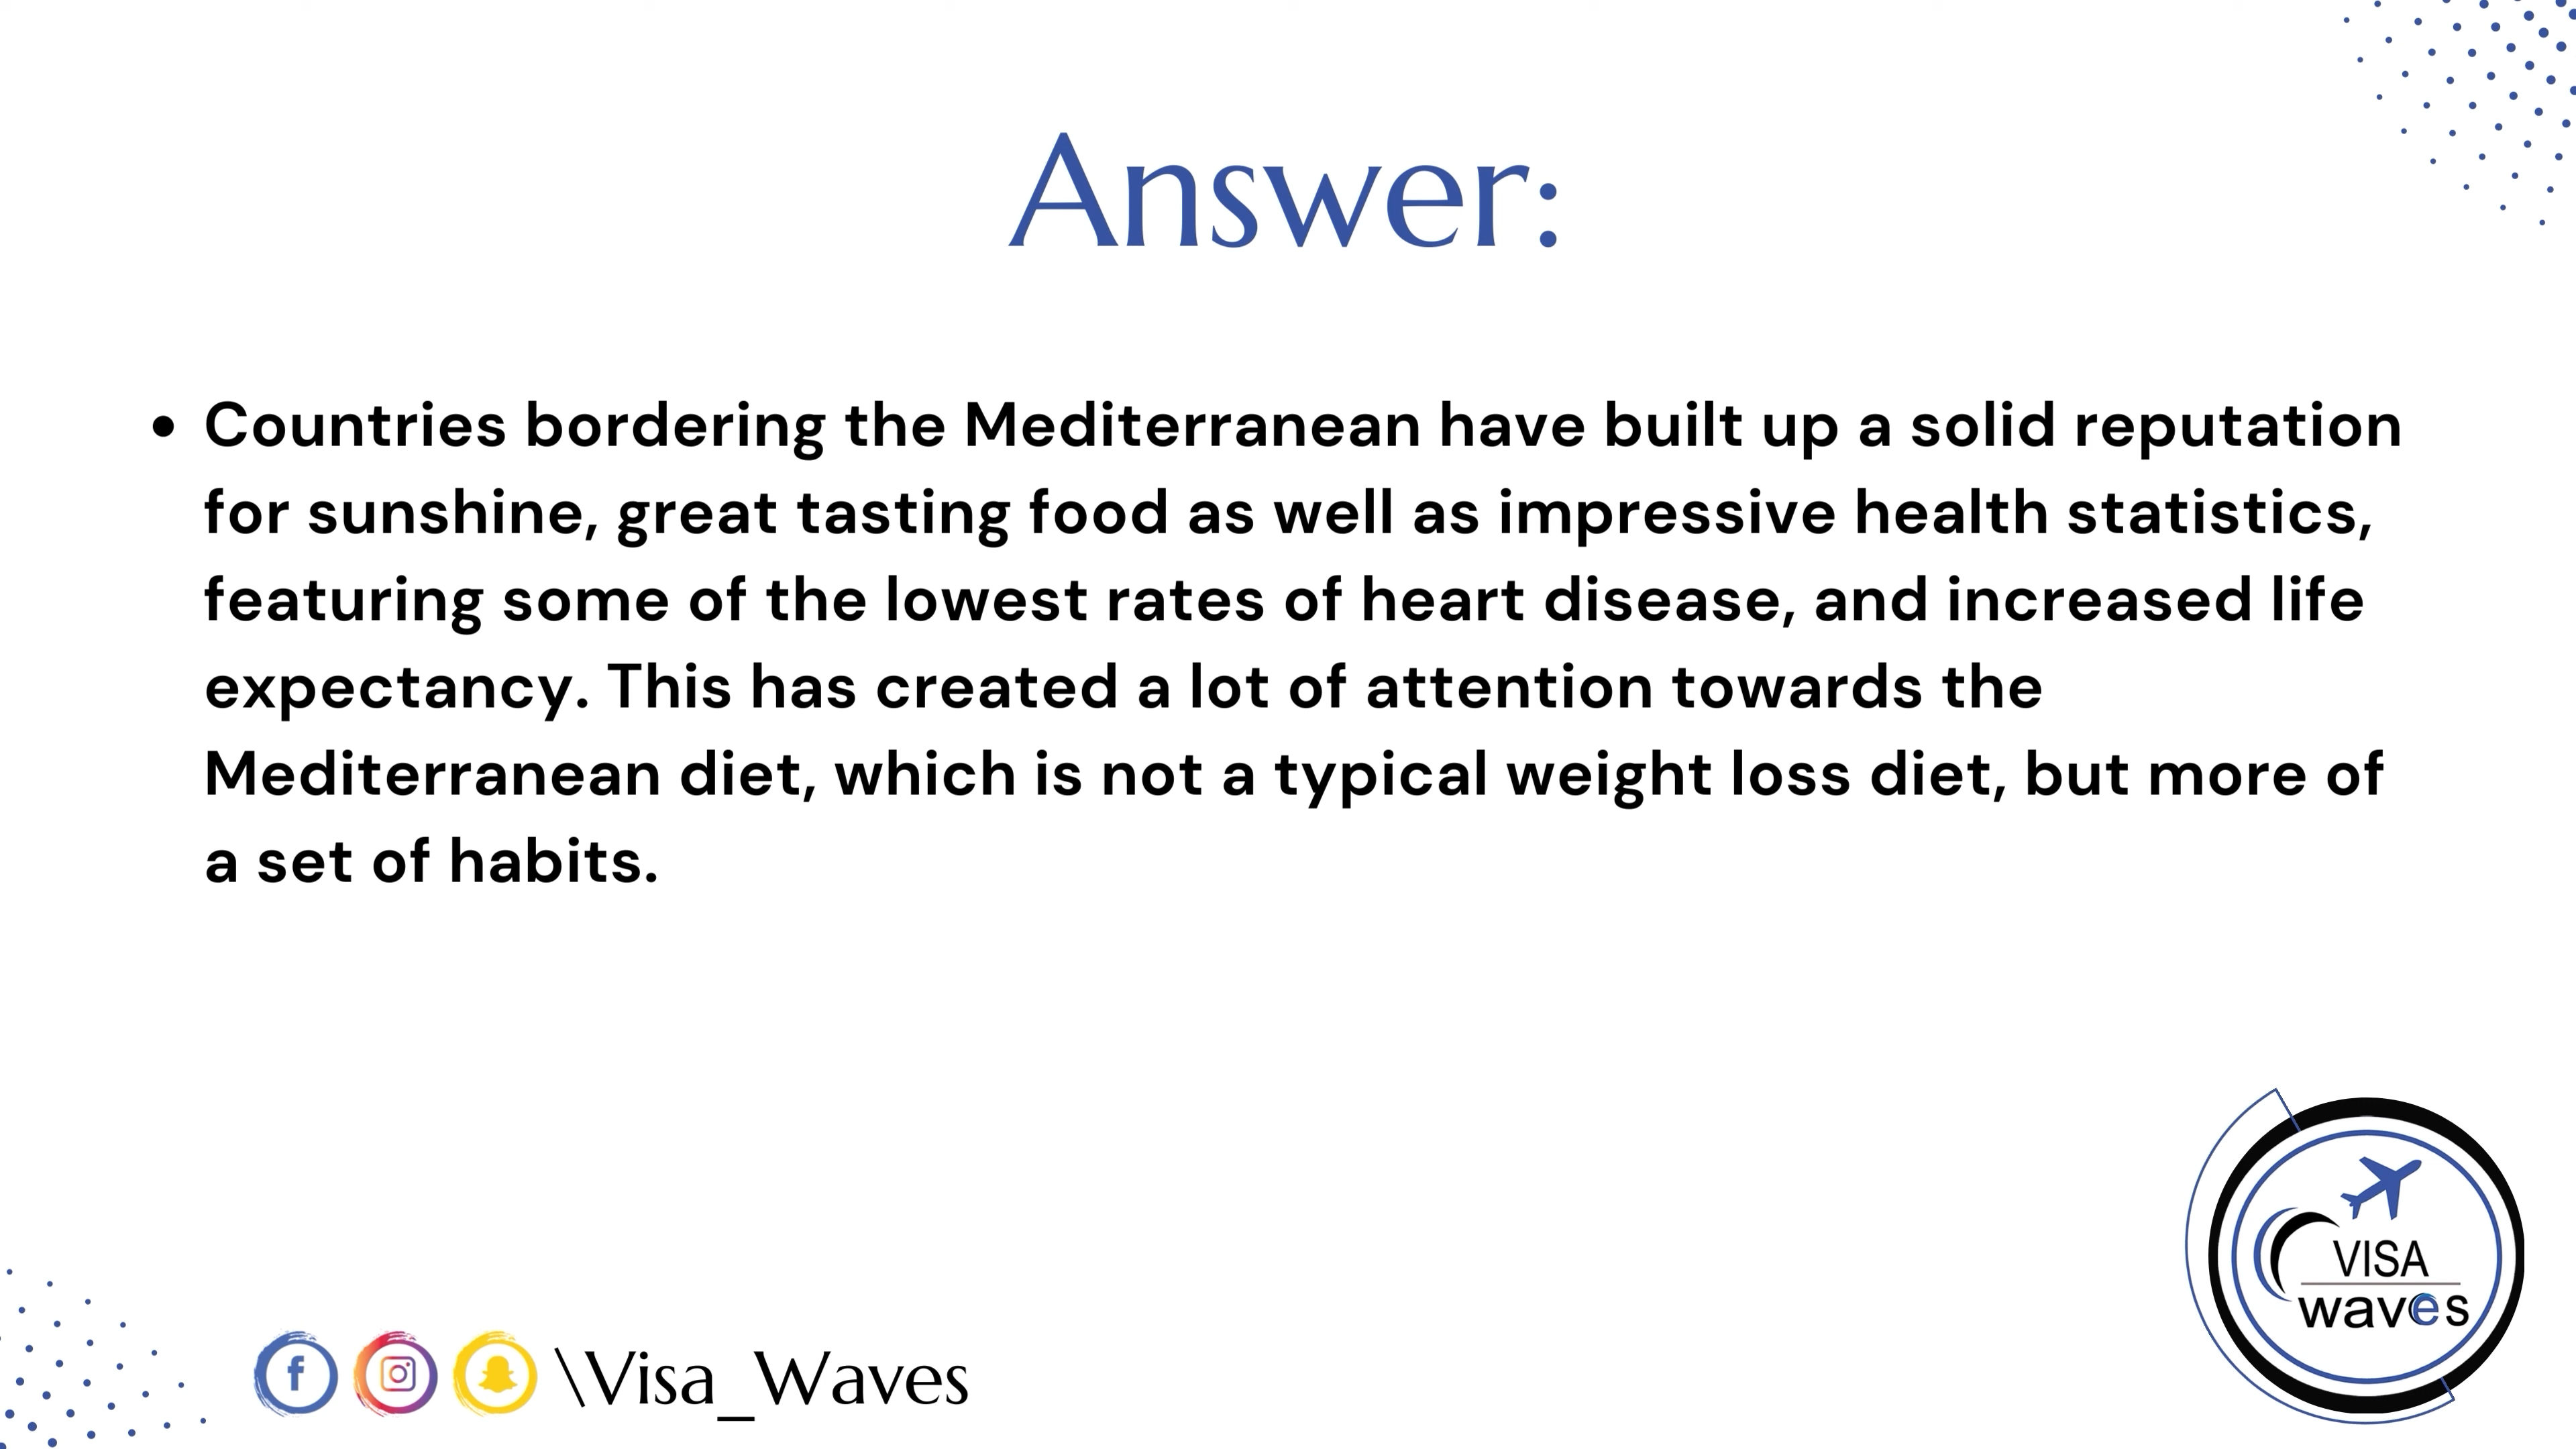 Answer:
• Countries bordering the Mediterranean have built up a solid reputation
for sunshine, great tasting food as well as impressive health statistics,
featuring some of the lowest rates of heart disease, and increased life
expectancy. This has created a lot of attention towards the
Mediterranean diet, which is not a typical weight loss diet, but more of
a set of habits.
VISA
waves
\Visa_Waves